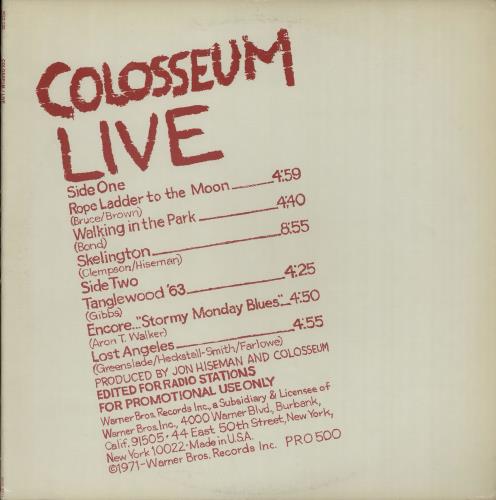 COLOSSEUM
LIVE
Side One
Rope Ladder to the Moon 4:59
(Bruce/Brown)
Walking in the Park 4:40
(Bond)
Skelington 8:55
(Clempson/Hiseman)
Side Two
Tanglewood '63 4:25
(Gibbs)
Encore..."Stormy Monday Blues" 4:50
(Aron T. Walker)
Lost Angeles 4:55
(Greenslade/Heckstall-Smith/Farlowe)
PRODUCED BY JON HISEMAN AND COLOSSEUM
EDITED FOR RADIO STATIONS
FOR PROMOTIONAL USE ONLY
Warner Bros. Records Inc., a Subsidiary & Licensee of
Warner Bros. Inc., 4000 Warner Blvd., Burbank,
Calif. 91505 • 44 East 50th Street, New York,
New York 10022 • Made in U.S.A.
©1971-Warner Bros. Records Inc. PRO 500